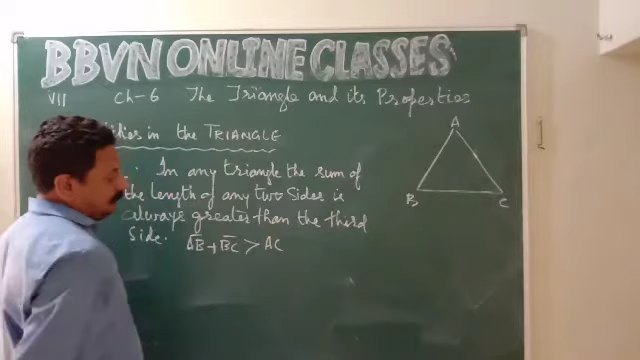 BBVN ONLINE CLASSES
VII Ch-6 The Triangle and its Properties
in the TRIANGLE
In any triangle the sum of
the length of any two sides is
always greater than the third
side. AB + BC > AC
A
B C